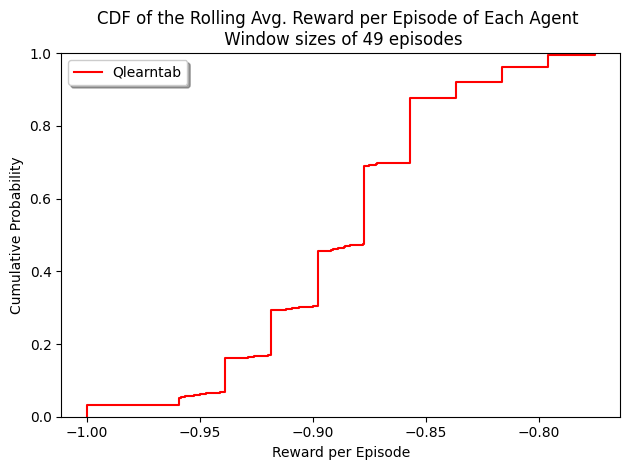 CDF of the Rolling Avg. Reward per Episode of Each Agent
Window sizes of 49 episodes
Qlearntab
1.0
0.8
0.6
0.4
0.2
0.0
Cumulative Probability
−1.00
−0.95
−0.90
−0.85
−0.80
Reward per Episode